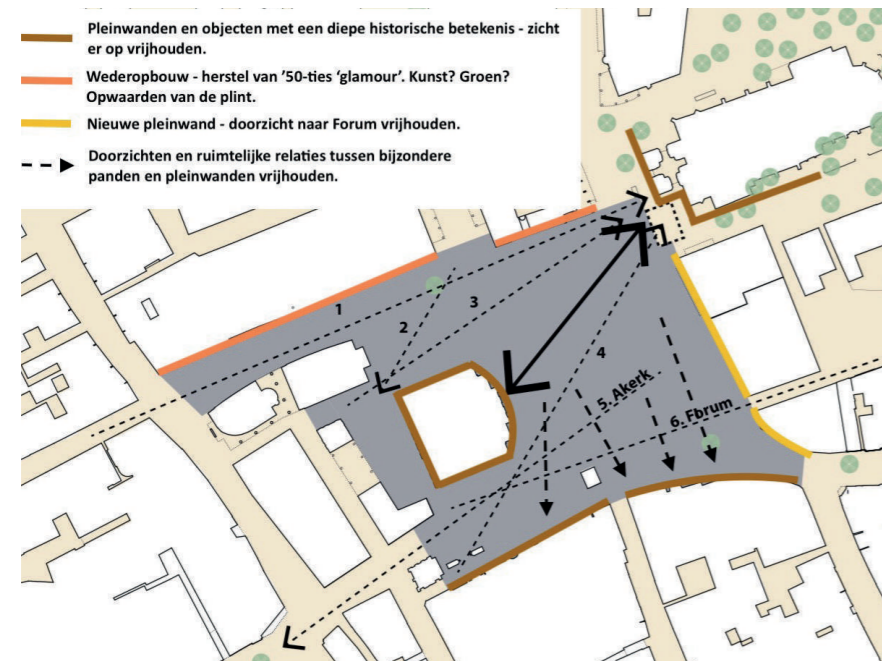 Pleinwanden en objecten met een diepe historische betekenis - zicht
er op vrijhouden.
Wederopbouw - herstel van ’50-ties ‘glamour’. Kunst? Groen?
Opwaarden van de plint.
Nieuwe pleinwand - doorzicht naar Forum vrijhouden.
Doorzichten en ruimtelijke relaties tussen bijzondere
panden en pleinwanden vrijhouden.
1
2
3
4
5. Akerk
6. Forum